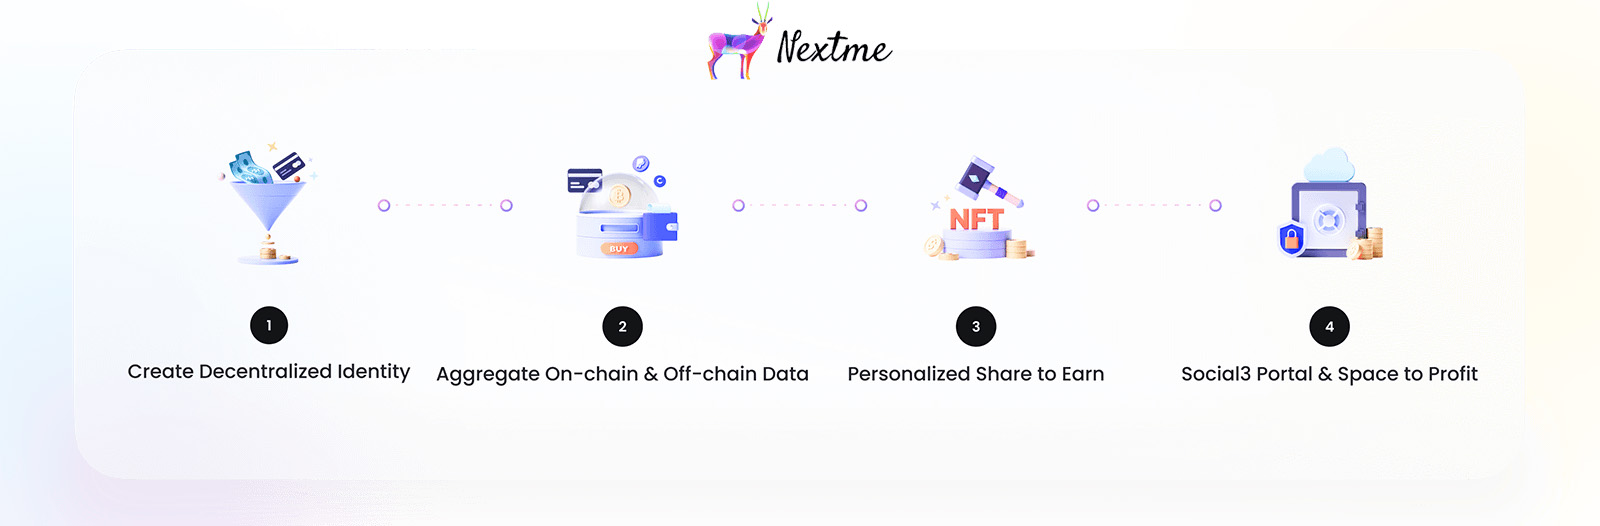 Nextme
BUY
NFT
1
2
3
4
Create Decentralized Identity
Aggregate On-chain & Off-chain Data
Personalized Share to Earn
Social3 Portal & Space to Profit